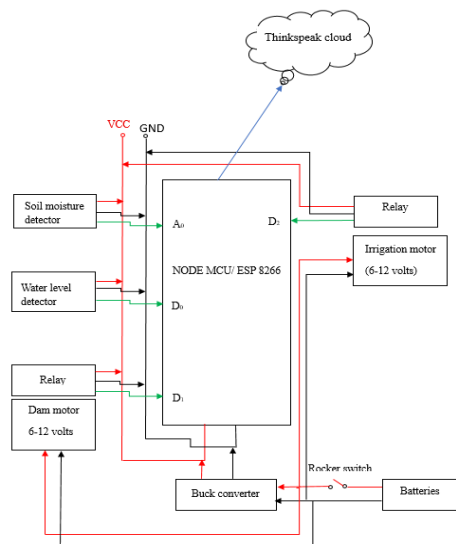 Thinkspeak cloud
VCC
GND
Soil moisture
detector
A0
D2
Relay
Irrigation motor
(6-12 volts)
NODE MCU/ ESP 8266
Water level
detector
D0
Relay
D1
Dam motor
6-12 volts
Rocker switch
Buck converter
Batteries